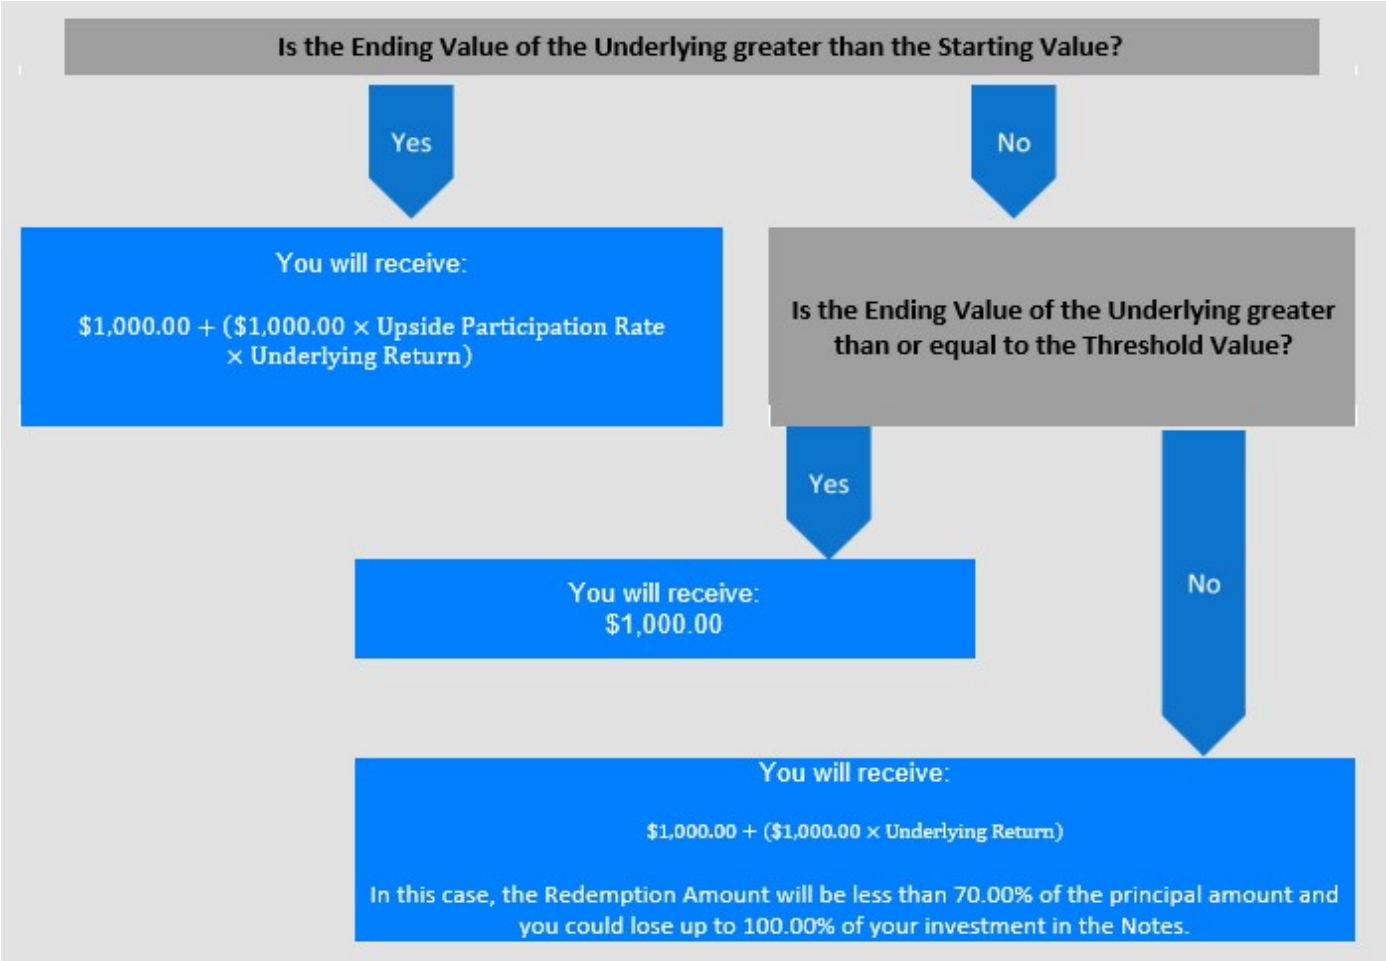 Is the Ending Value of the Underlying greater than the Starting Value?
Yes
No
You will receive:
$1,000.00 + ($1,000.00 × Upside Participation Rate
× Underlying Return)
Is the Ending Value of the Underlying greater
than or equal to the Threshold Value?
Yes
No
You will receive:
$1,000.00
You will receive:
$1,000.00 + ($1,000.00 × Underlying Return)
In this case, the Redemption Amount will be less than 70.00% of the principal amount and
you could lose up to 100.00% of your investment in the Notes.